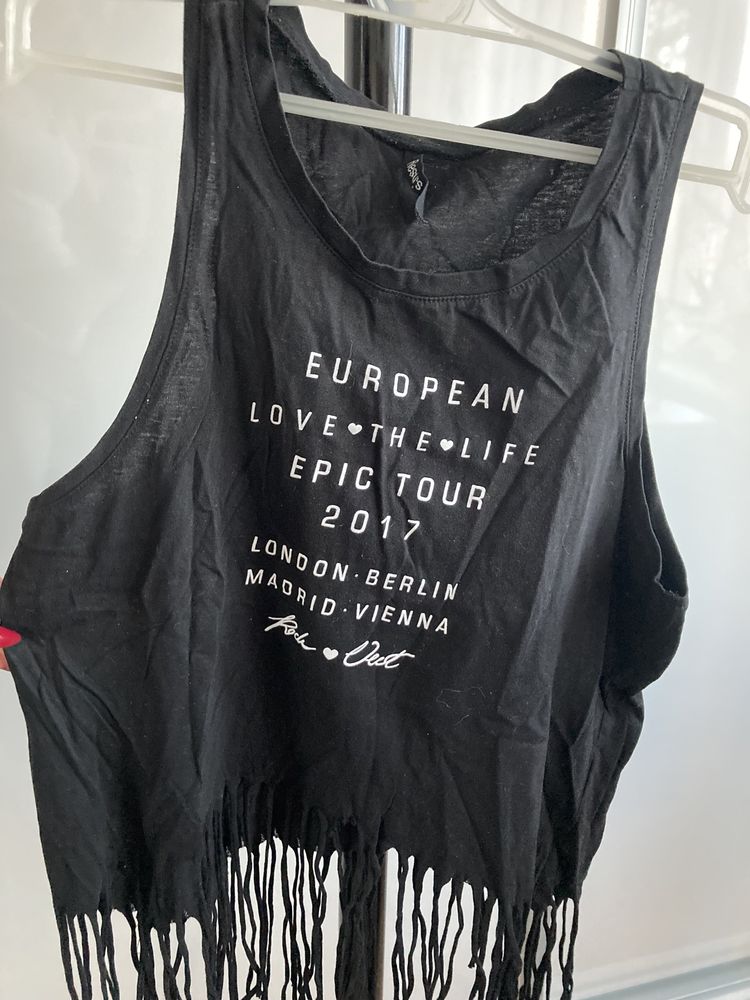 EUROPEAN
LOVE♥THE♥LIFE
EPIC TOUR
2017
LONDON·BERLIN
MADRID·VIENNA